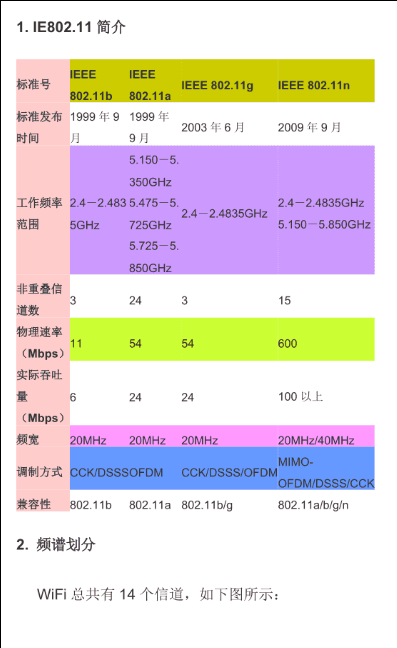 1. IE802.11 简介
标准号 IEEE 802.11b IEEE 802.11a IEEE 802.11g IEEE 802.11n
标准发布时间 1999 年 9 月 1999 年 9 月 2003 年 6 月 2009 年 9 月
工作频率范围 2.4－2.4835GHz 5.150－5.350GHz 5.475－5.725GHz 5.725－5.850GHz 2.4－2.4835GHz 2.4－2.4835GHz 5.150－5.850GHz
非重叠信道数 3 24 3 15
物理速率（Mbps） 11 54 54 600
实际吞吐量（Mbps） 6 24 24 100 以上
频宽 20MHz 20MHz 20MHz 20MHz/40MHz
调制方式 CCK/DSSS OFDM CCK/DSSS/OFDM MIMO-OFDM/DSSS/CCK
兼容性 802.11b 802.11a 802.11b/g 802.11a/b/g/n
2. 频谱划分
WiFi 总共有 14 个信道，如下图所示：